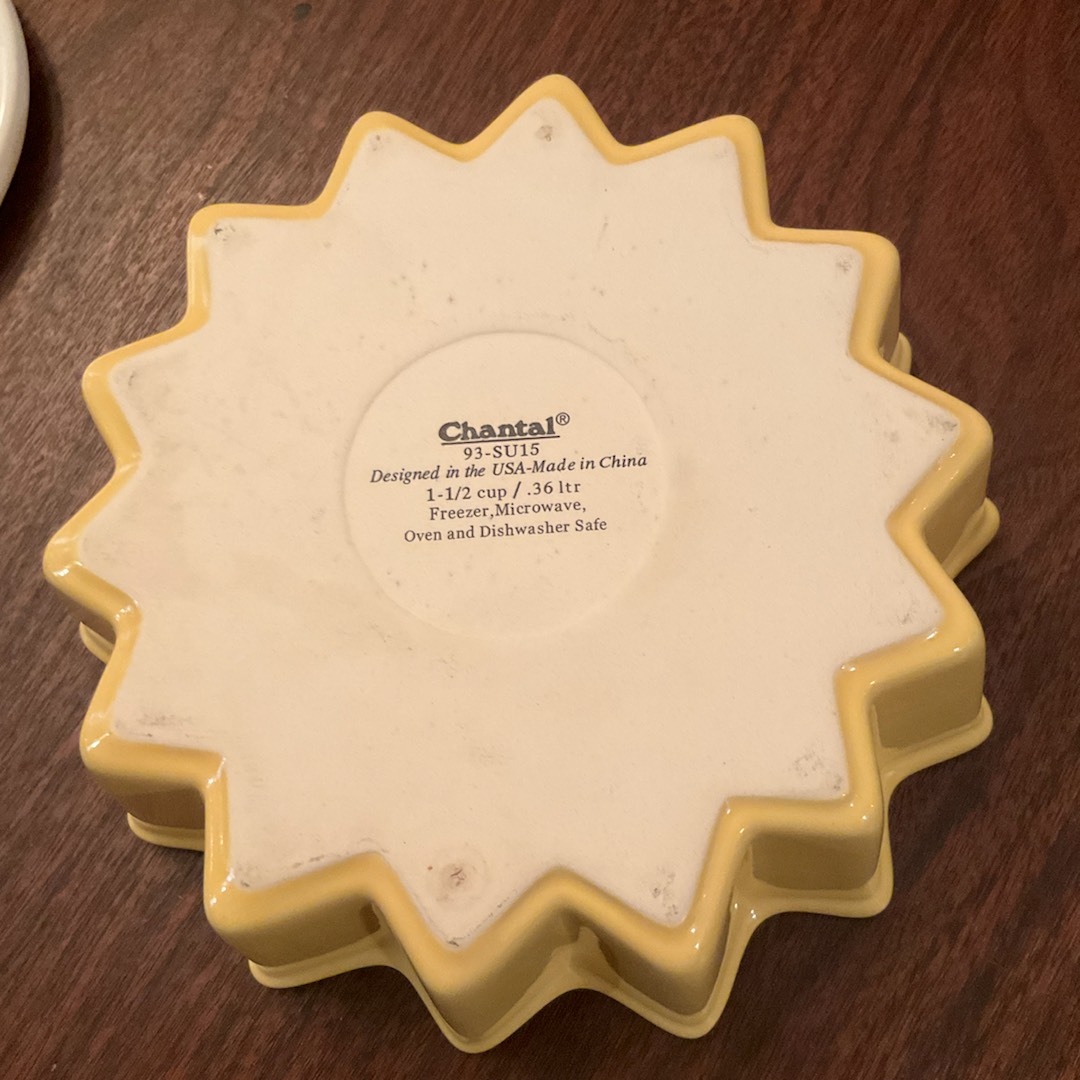 Chantal®
93-SU15
Designed in the USA-Made in China
1-1/2 cup / .36 ltr
Freezer,Microwave,
Oven and Dishwasher Safe